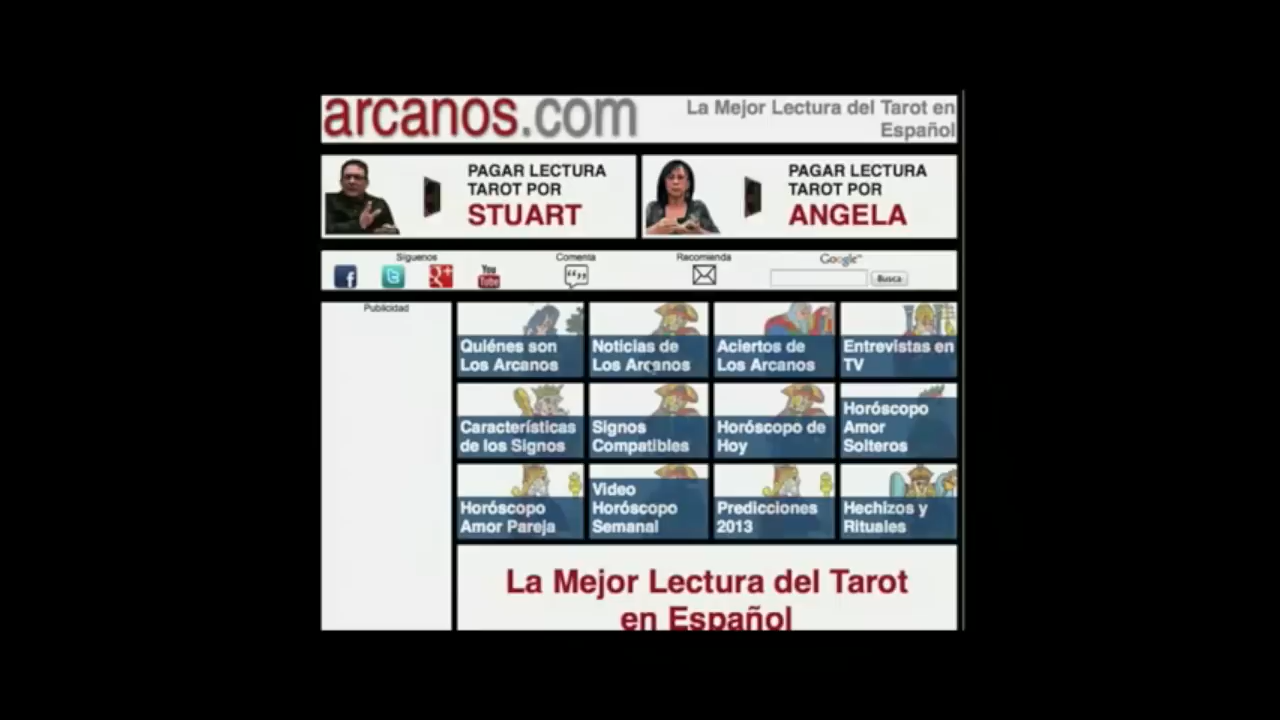 arcanos.com
La Mejor Lectura del Tarot en
Español
PAGAR LECTURA
TAROT POR
STUART
PAGAR LECTURA
TAROT POR
ANGELA
Síguenos
Comenta
Recomienda
Google™
f
t
g+
You
Tube
Busca
Publicidad
Quiénes son
Los Arcanos
Noticias de
Los Arcanos
Aciertos de
Los Arcanos
Entrevistas en
TV
Características
de los Signos
Signos
Compatibles
Horóscopo de
Hoy
Horóscopo
Amor
Solteros
Horóscopo
Amor Pareja
Video
Horóscopo
Semanal
Predicciones
2013
Hechizos y
Rituales
La Mejor Lectura del Tarot
en Español